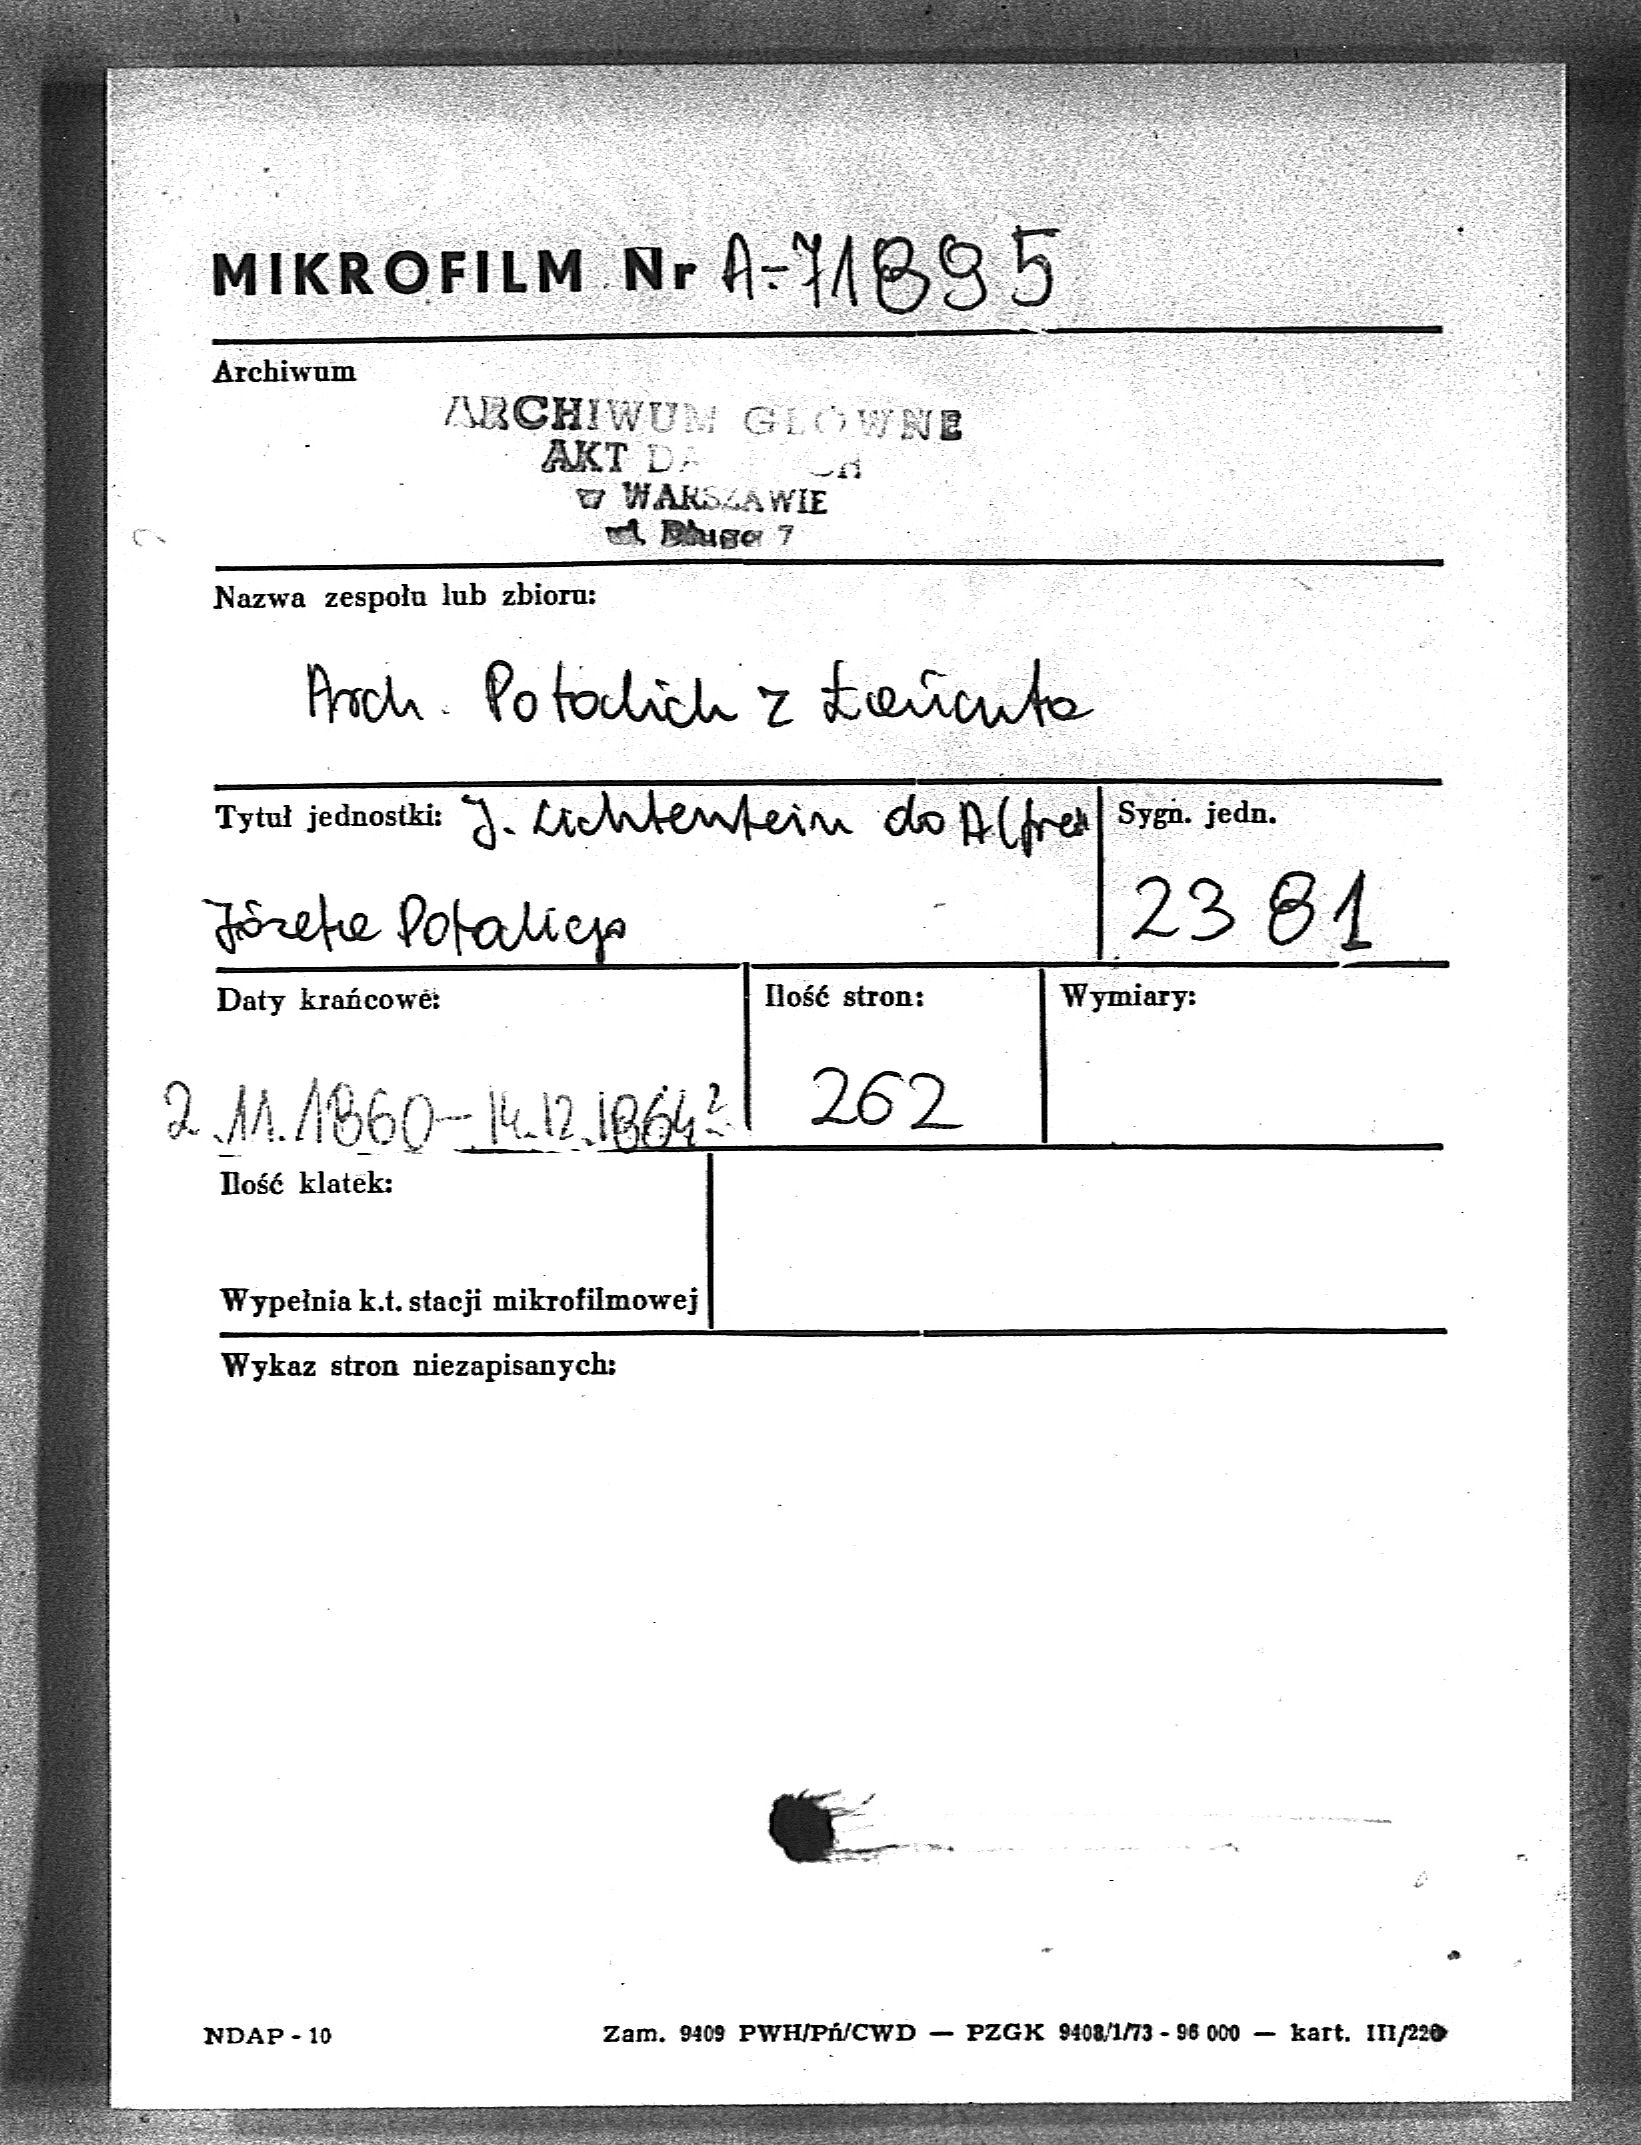 MIKROFILM Nr A-71895
Archiwum
ARCHIWUM GŁÓWNE
AKT
w WARSZAWIE
ul. Długa 7
Nazwa zespołu lub zbioru:
Arch. Potockich z Łańcuta
Tytuł jednostki: J. Lichtenstein do Alfreda
Sygn. jedn.
2381
Józefa Potockiego
Daty krańcowe:
Ilość stron:
Wymiary:
2.11.1860-14.12.1864?
262
Ilość klatek:
Wypełnia k.t. stacji mikrofilmowej
Wykaz stron niezapisanych:
NDAP - 10
Zam. 9409 PWH/Pń/CWD — PZGK 9408/1/73 - 96 000 — kart. III/220